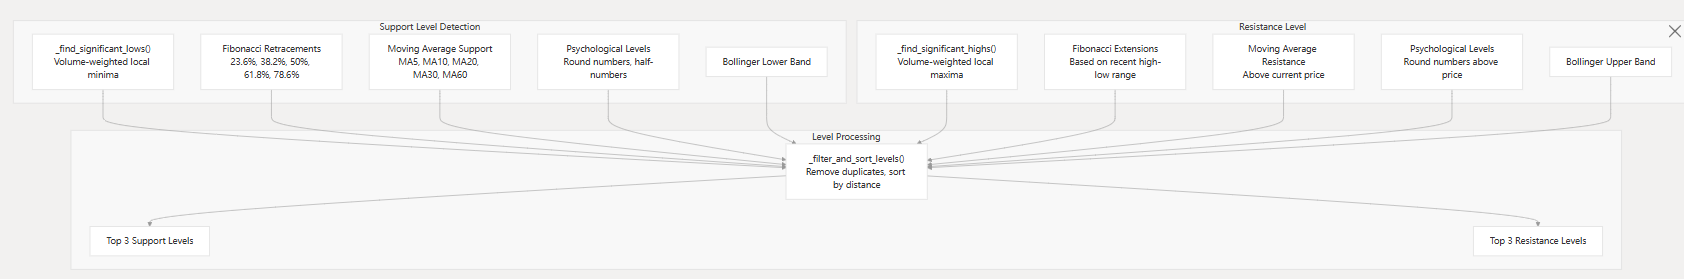 Support Level Detection
_find_significant_lows()
Volume-weighted local
minima
Fibonacci Retracements
23.6%, 38.2%, 50%,
61.8%, 78.6%
Moving Average Support
MA5, MA10, MA20,
MA30, MA60
Psychological Levels
Round numbers, half-
numbers
Bollinger Lower Band
Resistance Level
_find_significant_highs()
Volume-weighted local
maxima
Fibonacci Extensions
Based on recent high-
low range
Moving Average
Resistance
Above current price
Psychological Levels
Round numbers above
price
Bollinger Upper Band
Level Processing
_filter_and_sort_levels()
Remove duplicates, sort
by distance
Top 3 Support Levels
Top 3 Resistance Levels